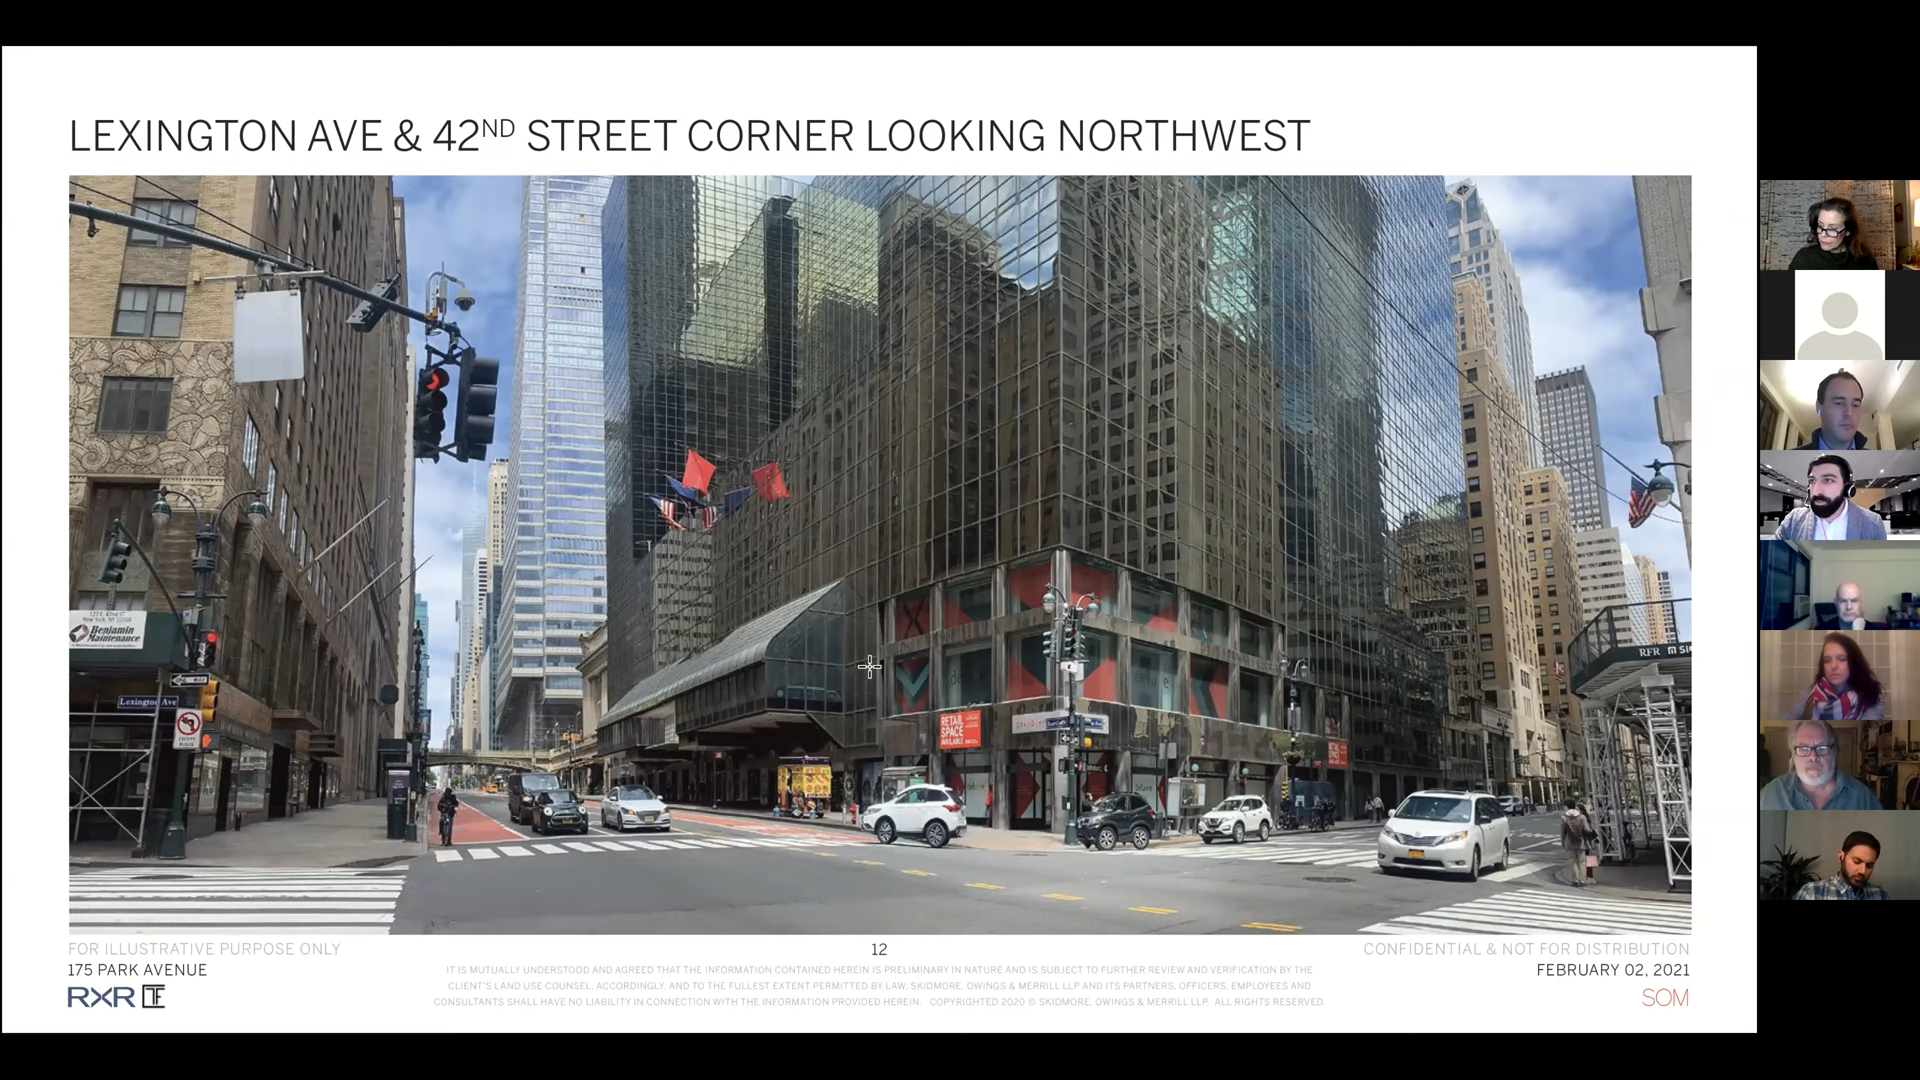 LEXINGTON AVE & 42ND STREET CORNER LOOKING NORTHWEST
Benjamin
Maintenance
ONE WAY
Lexington Ave
RETAIL
SPACE
AVAILABLE
RFR
FOR ILLUSTRATIVE PURPOSE ONLY
12
CONFIDENTIAL & NOT FOR DISTRIBUTION
175 PARK AVENUE
FEBRUARY 02, 2021
IT IS MUTUALLY UNDERSTOOD AND AGREED THAT THE INFORMATION CONTAINED HEREIN IS PRELIMINARY IN NATURE AND IS SUBJECT TO FURTHER REVIEW AND VERIFICATION BY THE
CLIENT'S LAND USE COUNSEL, ACCORDINGLY, AND TO THE FULLEST EXTENT PERMITTED BY LAW, SKIDMORE, OWINGS & MERRILL LLP AND ITS PARTNERS, OFFICERS, EMPLOYEES AND
CONSULTANTS SHALL HAVE NO LIABILITY IN CONNECTION WITH THE INFORMATION PROVIDED HEREIN. COPYRIGHTED 2020 © SKIDMORE, OWINGS & MERRILL LLP. ALL RIGHTS RESERVED.
RXR
SOM